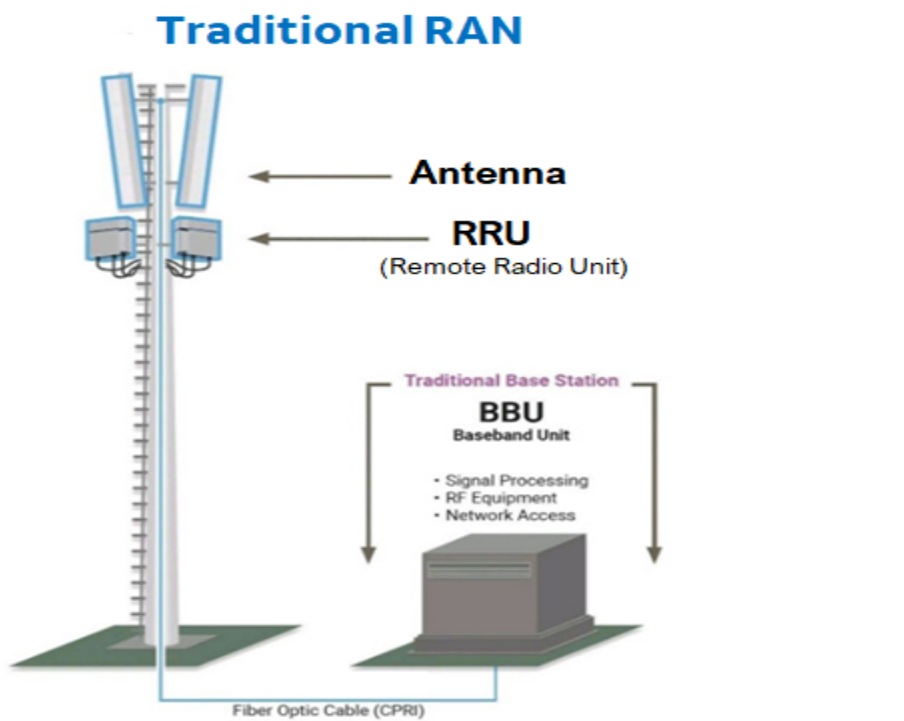 Traditional RAN
Antenna
RRU
(Remote Radio Unit)
Traditional Base Station
BBU
Baseband Unit
• Signal Processing
• RF Equipment
• Network Access
Fiber Optic Cable (CPRI)